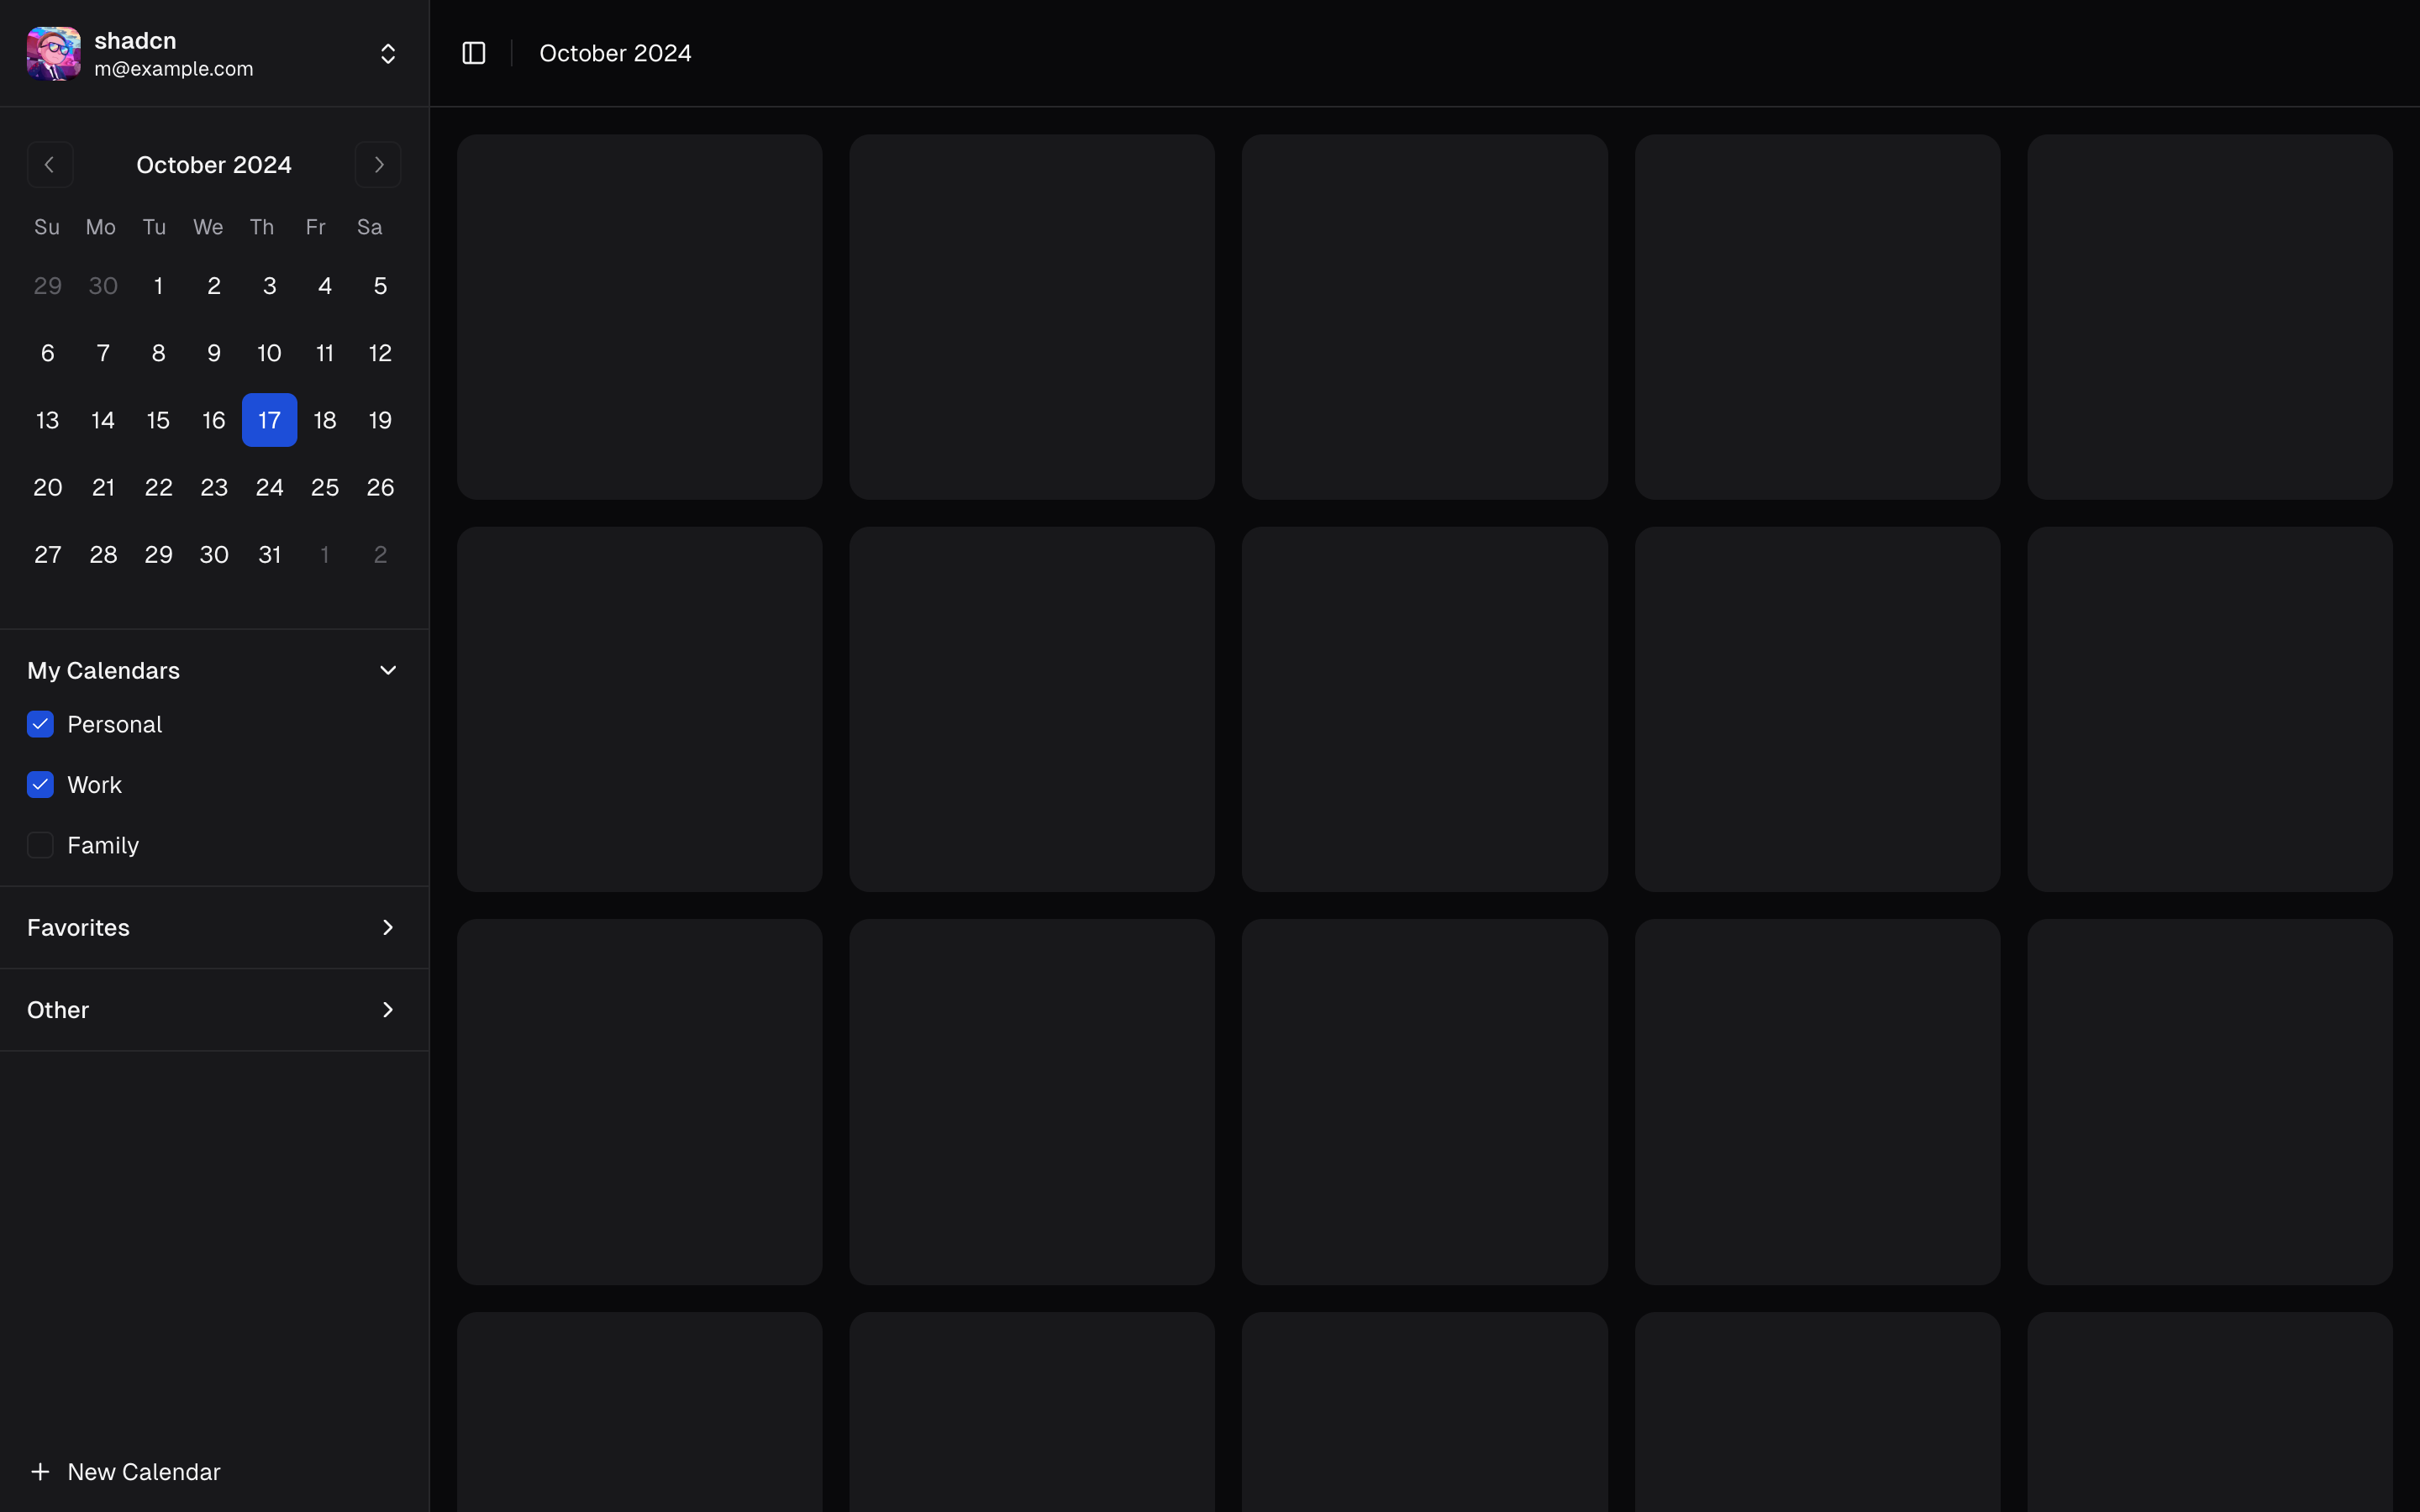 shadcn
m@example.com
October 2024
October 2024
Su Mo Tu We Th Fr Sa
29 30 1 2 3 4 5
6 7 8 9 10 11 12
13 14 15 16 17 18 19
20 21 22 23 24 25 26
27 28 29 30 31 1 2
My Calendars
Personal
Work
Family
Favorites
Other
New Calendar